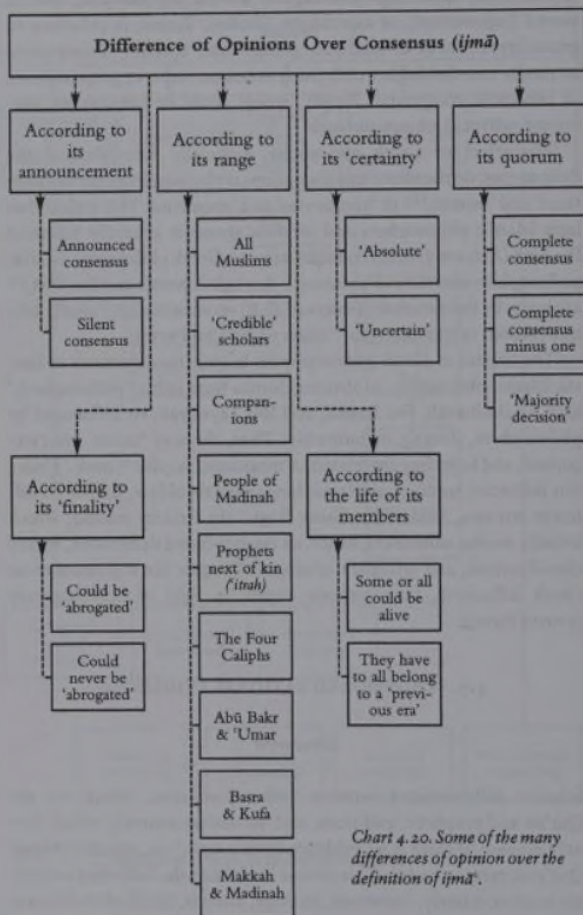 Difference of Opinions Over Consensus (ijmā)
According to
its
announcement
Announced
consensus
Silent
consensus
According to
its range
All
Muslims
'Credible'
scholars
Compan-
ions
People of
Madinah
Prophets
next of kin
(ʿitrah)
The Four
Caliphs
Abū Bakr
& ʿUmar
Basra
& Kufa
Makkah
& Madinah
According to
its 'certainty'
'Absolute'
'Uncertain'
According to
its quorum
Complete
consensus
Complete
consensus
minus one
'Majority
decision'
According to
its 'finality'
Could be
'abrogated'
Could
never be
'abrogated'
According to
the life of its
members
Some or all
could be
alive
They have
to all belong
to a 'previ-
ous era'
Chart 4.20. Some of the many
differences of opinion over the
definition of ijmāʿ.